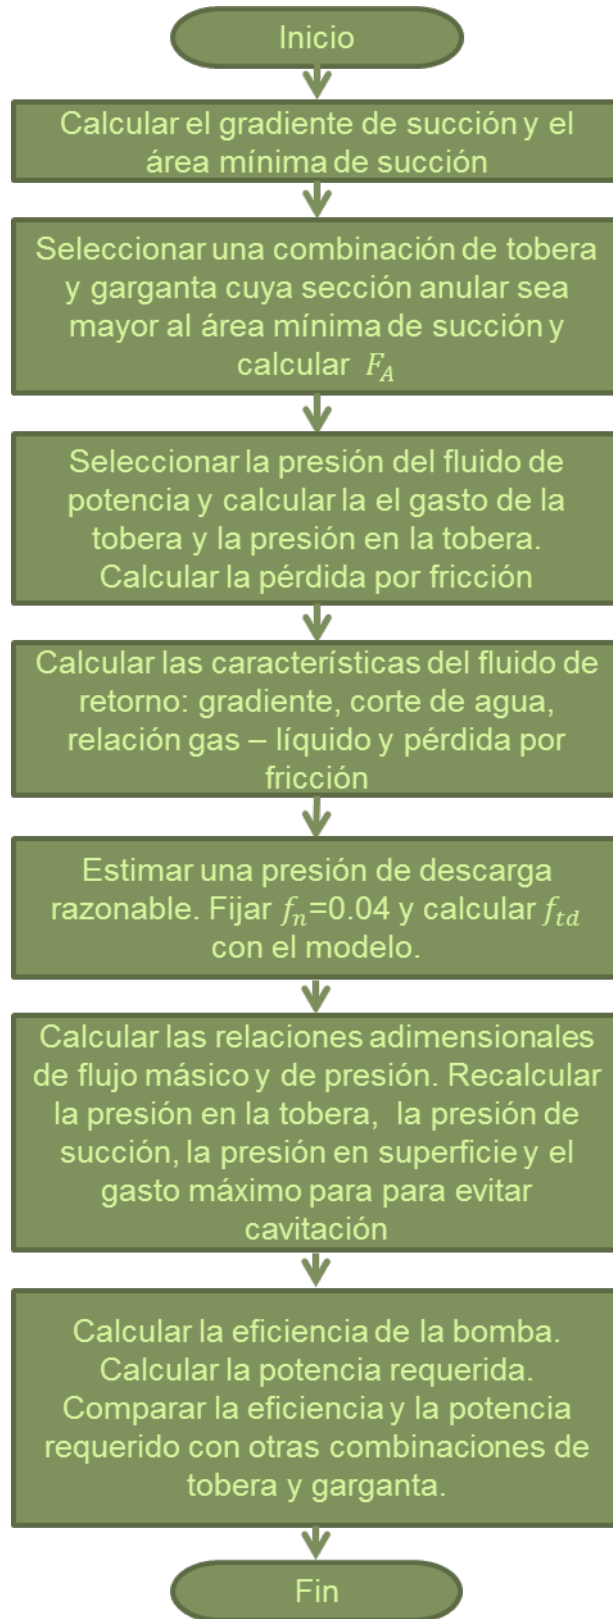 Inicio
Calcular el gradiente de succión y el
área mínima de succión
Seleccionar una combinación de tobera
y garganta cuya sección anular sea
mayor al área mínima de succión y
calcular F_A
Seleccionar la presión del fluido de
potencia y calcular la el gasto de la
tobera y la presión en la tobera.
Calcular la pérdida por fricción
Calcular las características del fluido de
retorno: gradiente, corte de agua,
relación gas – líquido y pérdida por
fricción
Estimar una presión de descarga
razonable. Fijar f_n=0.04 y calcular f_td
con el modelo.
Calcular las relaciones adimensionales
de flujo másico y de presión. Recalcular
la presión en la tobera, la presión de
succión, la presión en superficie y el
gasto máximo para para evitar
cavitación
Calcular la eficiencia de la bomba.
Calcular la potencia requerida.
Comparar la eficiencia y la potencia
requerido con otras combinaciones de
tobera y garganta.
Fin